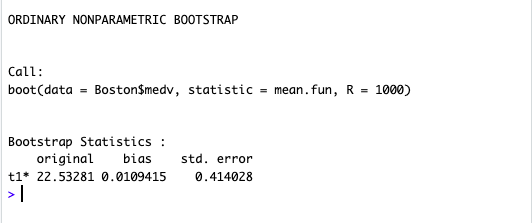 ORDINARY NONPARAMETRIC BOOTSTRAP
Call:
boot(data = Boston$medv, statistic = mean.fun, R = 1000)
Bootstrap Statistics :
    original    bias    std. error
t1* 22.53281 0.0109415    0.414028
>